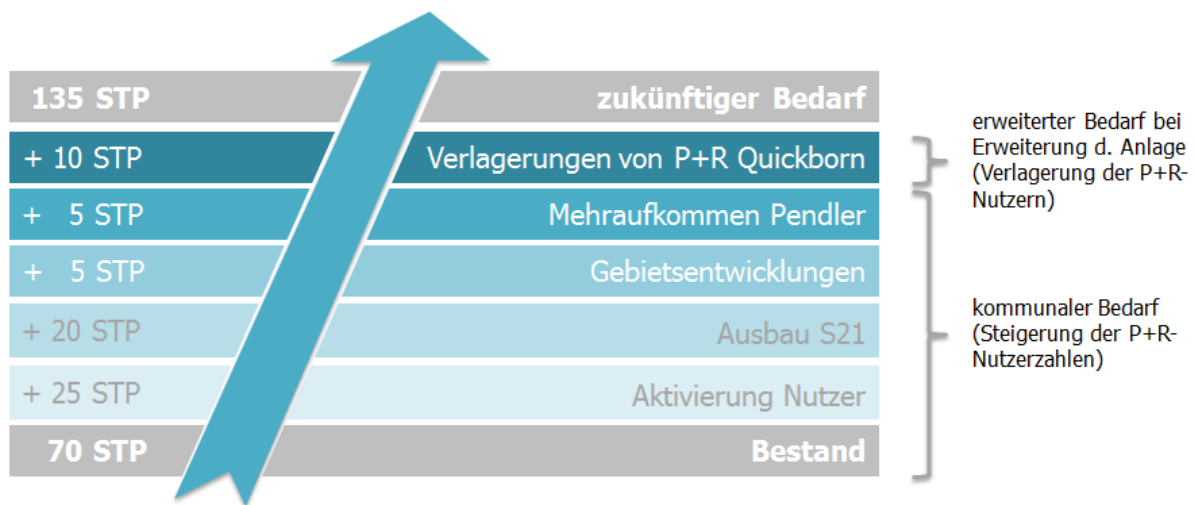 135 STP zukünftiger Bedarf
+ 10 STP Verlagerungen von P+R Quickborn
+ 5 STP Mehraufkommen Pendler
+ 5 STP Gebietsentwicklungen
+ 20 STP Ausbau S21
+ 25 STP Aktivierung Nutzer
70 STP Bestand
erweiterter Bedarf bei
Erweiterung d. Anlage
(Verlagerung der P+R-
Nutzern)
kommunaler Bedarf
(Steigerung der P+R-
Nutzerzahlen)